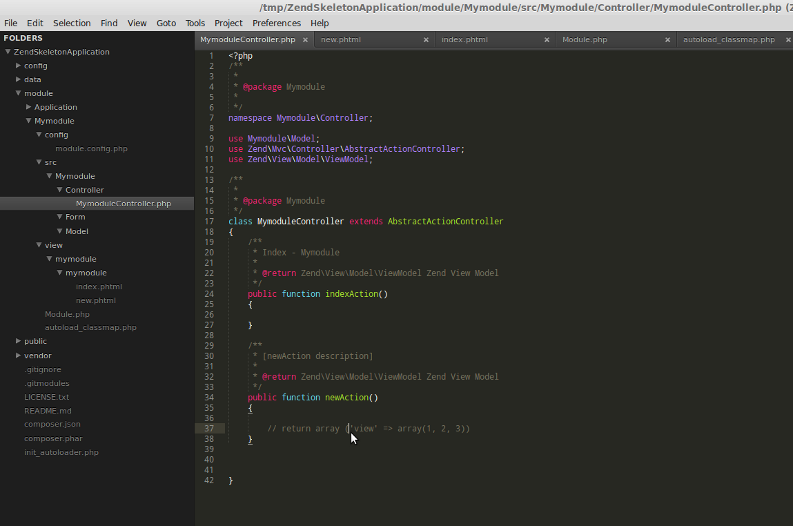 /tmp/ZendSkeletonApplication/module/Mymodule/src/Mymodule/Controller/MymoduleController.php (Z
File Edit Selection Find View Goto Tools Project Preferences Help
FOLDERS
ZendSkeletonApplication
config
data
module
Application
Mymodule
config
module.config.php
src
Mymodule
Controller
MymoduleController.php
Form
Model
view
mymodule
mymodule
index.phtml
new.phtml
Module.php
autoload_classmap.php
public
vendor
.gitignore
.gitmodules
LICENSE.txt
README.md
composer.json
composer.phar
init_autoloader.php
MymoduleController.php × new.phtml × index.phtml × Module.php × autoload_classmap.php ×
1 <?php
2 /**
3 *
4 * @package Mymodule
5 *
6 */
7 namespace Mymodule\Controller;
8
9 use Mymodule\Model;
10 use Zend\Mvc\Controller\AbstractActionController;
11 use Zend\View\Model\ViewModel;
12
13 /**
14 *
15 * @package Mymodule
16 */
17 class MymoduleController extends AbstractActionController
18 {
19 /**
20 * Index - Mymodule
21 *
22 * @return Zend\View\Model\ViewModel Zend View Model
23 */
24 public function indexAction()
25 {
26
27 }
28
29 /**
30 * [newAction description]
31 *
32 * @return Zend\View\Model\ViewModel Zend View Model
33 */
34 public function newAction()
35 {
36
37 // return array ('view' => array(1, 2, 3))
38 }
39
40
41
42 }